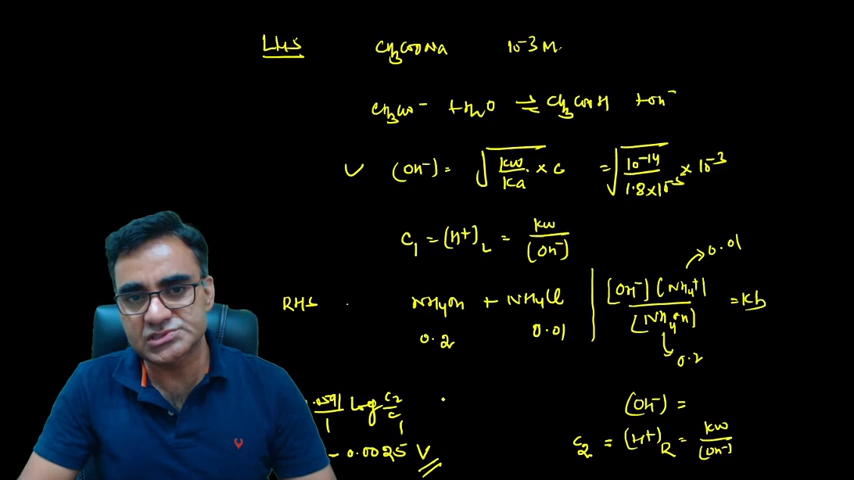 LHS CH3COONa 10-3 M.
CH3COO- + H2O ⇌ CH3COOH + OH-
✓ (OH-) = √(Kw/Ka × C) = √(10-14/1.8×10-5 × 10-3)
C1 = (H+)L = Kw/(OH-)
RHS . NH4OH + NH4Cl | [OH-](NH4+)/(NH4OH) = Kb
0.2 0.01
→ 0.01
→ 0.2
.0591/1 log C2/C1
- 0.0025 V
(OH-) =
C2 = (H+)R = Kw/(OH-)